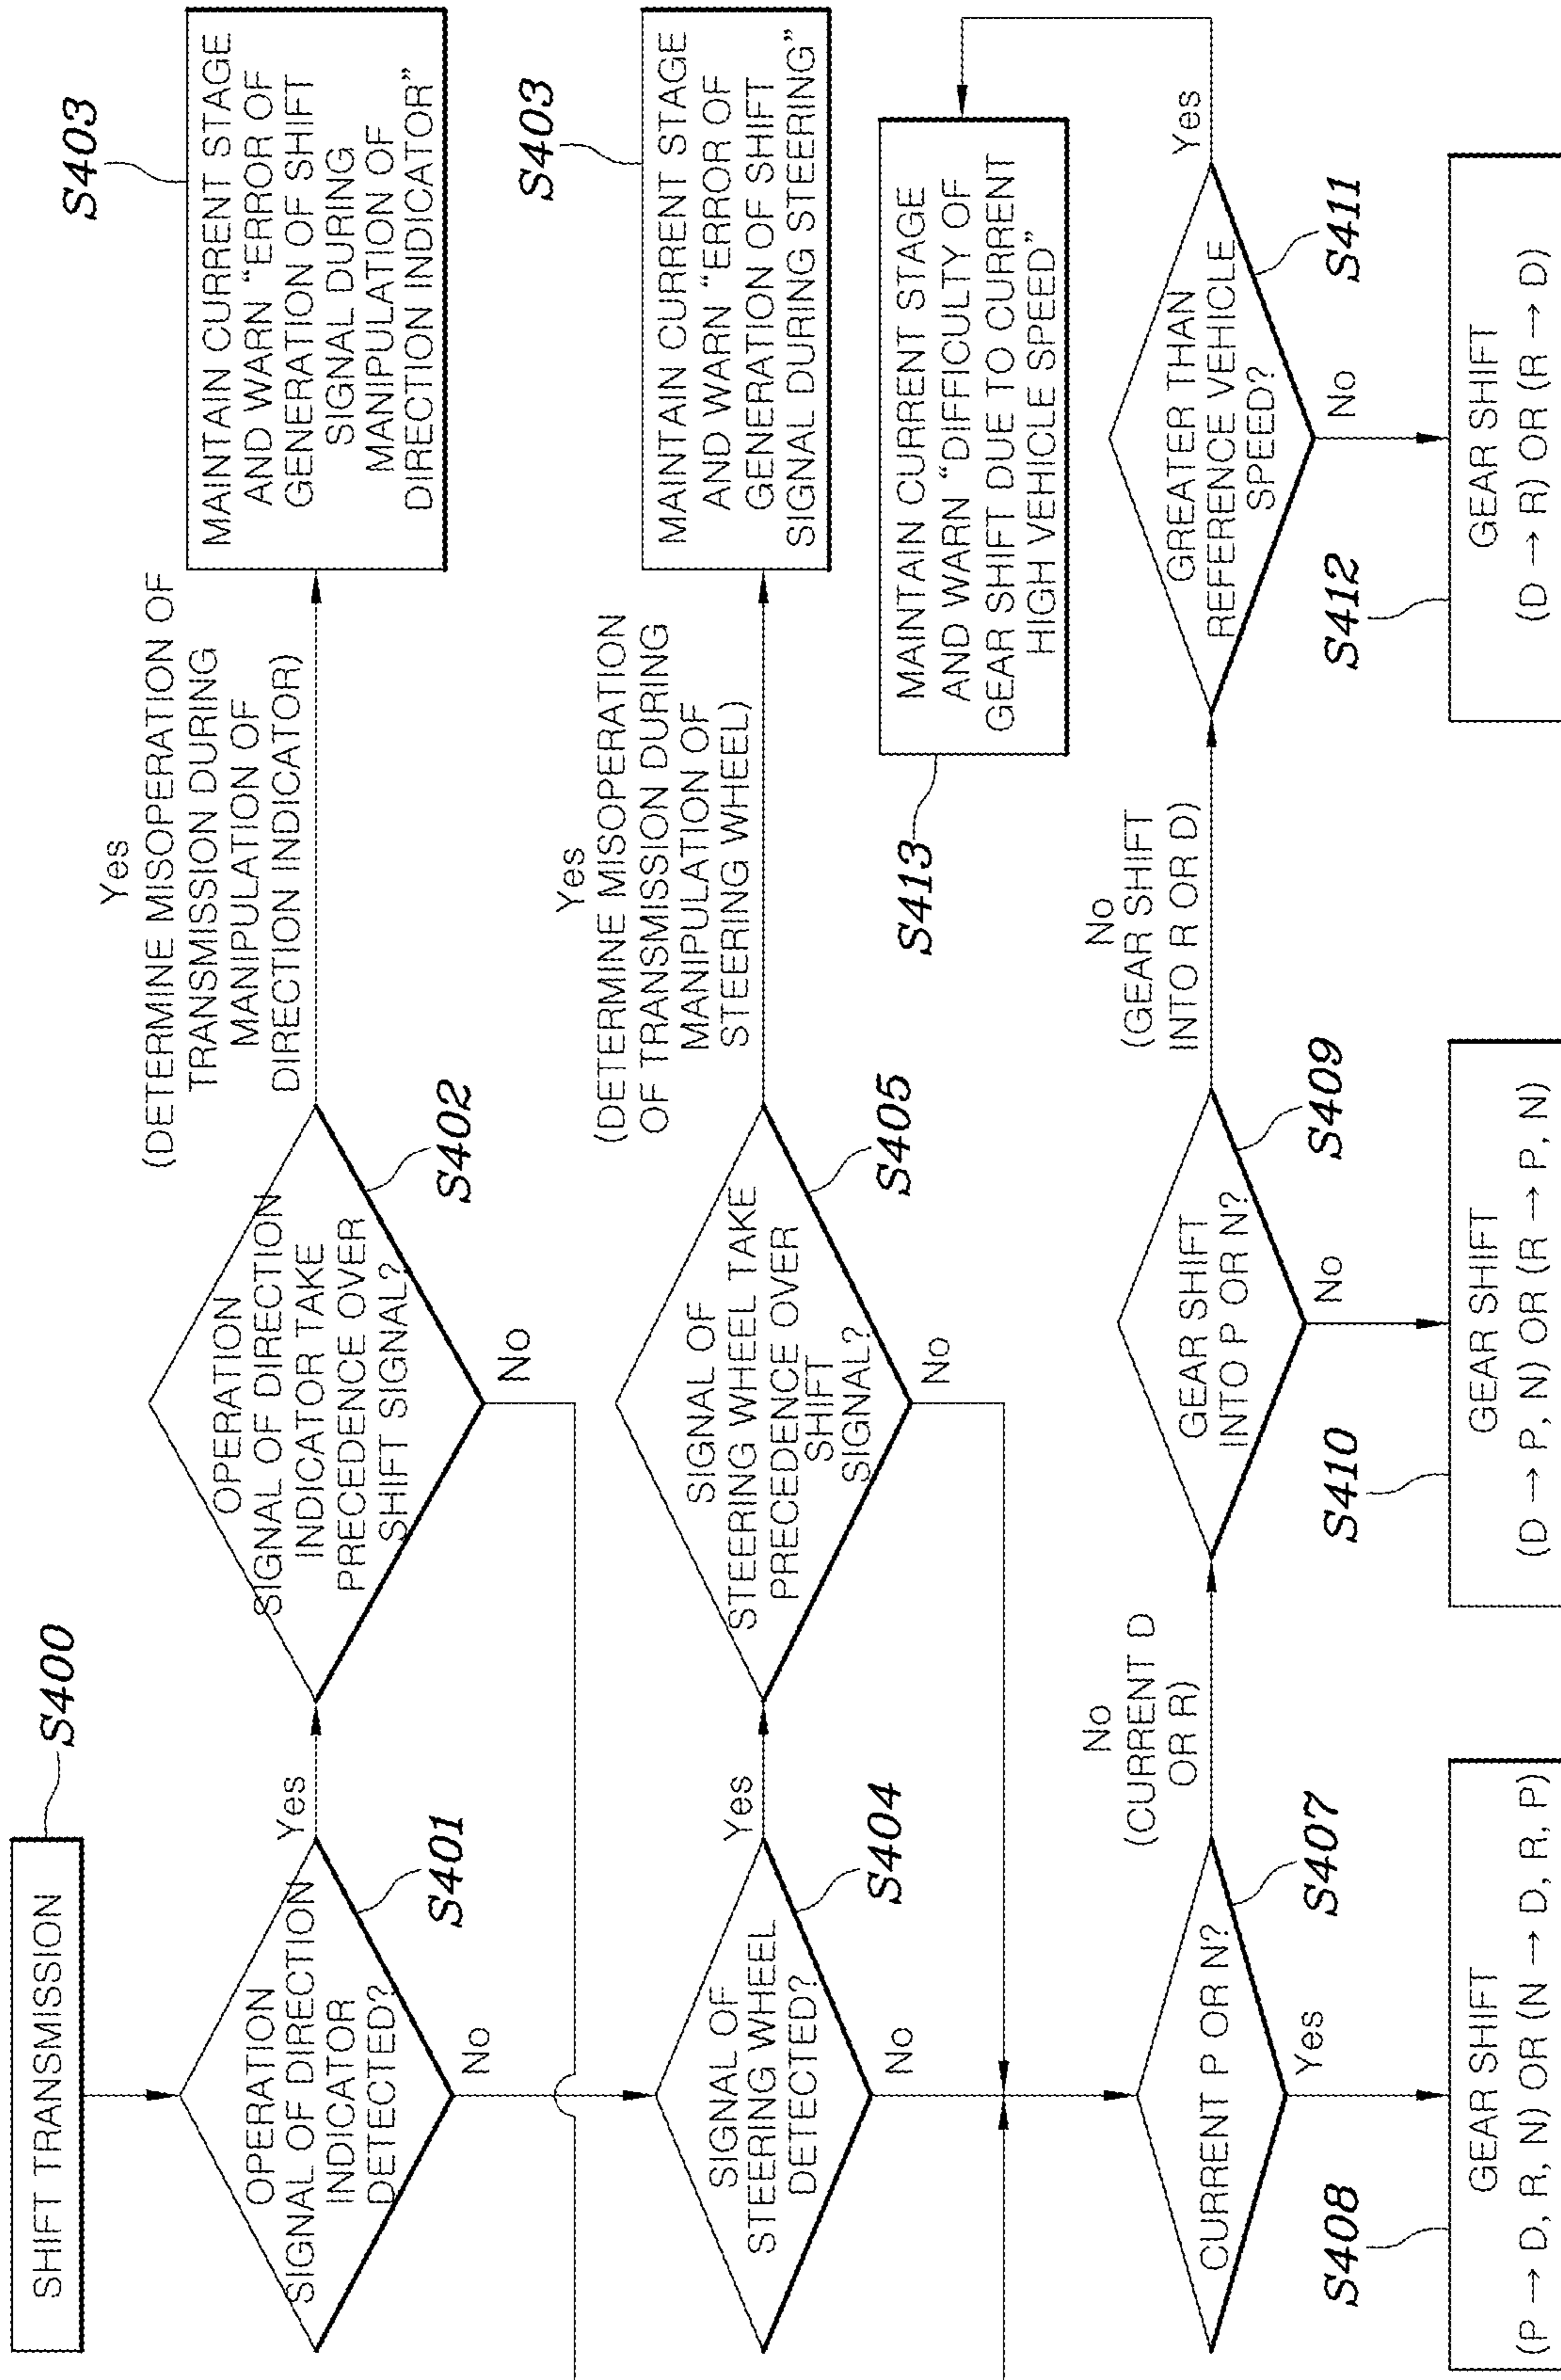 SHIFT TRANSMISSION
S400
OPERATION
SIGNAL OF DIRECTION
INDICATOR
DETECTED?
S401
Yes
No
OPERATION
SIGNAL OF DIRECTION
INDICATOR TAKE
PRECEDENCE OVER
SHIFT SIGNAL?
S402
No
Yes
(DETERMINE MISOPERATION OF
TRANSMISSION DURING
MANIPULATION OF
DIRECTION INDICATOR)
S403
MAINTAIN CURRENT STAGE
AND WARN "ERROR OF
GENERATION OF SHIFT
SIGNAL DURING
MANIPULATION OF
DIRECTION INDICATOR"
SIGNAL OF
STEERING WHEEL
DETECTED?
S404
Yes
No
SIGNAL OF
STEERING WHEEL TAKE
PRECEDENCE OVER
SHIFT
SIGNAL?
S405
No
Yes
(DETERMINE MISOPERATION
OF TRANSMISSION DURING
MANIPULATION OF
STEERING WHEEL)
S403
MAINTAIN CURRENT STAGE
AND WARN "ERROR OF
GENERATION OF SHIFT
SIGNAL DURING STEERING"
CURRENT P OR N?
S407
Yes
No
(CURRENT D
OR R)
S408
GEAR SHIFT
(P → D, R, N) OR (N → D, R, P)
GEAR SHIFT
INTO P OR N?
S409
No
No
(GEAR SHIFT
INTO R OR D)
S410
GEAR SHIFT
(D → P, N) OR (R → P, N)
GREATER THAN
REFERENCE VEHICLE
SPEED?
S411
No
Yes
S412
GEAR SHIFT
(D → R) OR (R → D)
S413
MAINTAIN CURRENT STAGE
AND WARN "DIFFICULTY OF
GEAR SHIFT DUE TO CURRENT
HIGH VEHICLE SPEED"